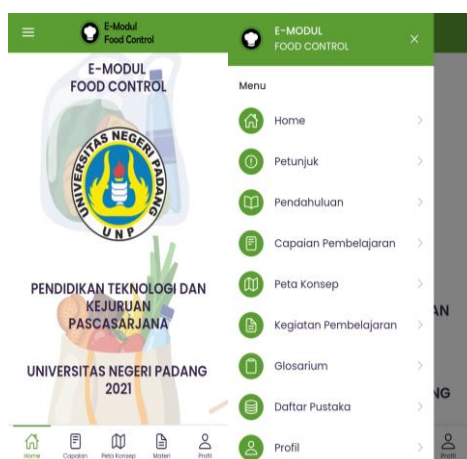 E-Modul
Food Control
E-MODUL
FOOD CONTROL
UNIVERSITAS NEGERI PADANG
UNP
PENDIDIKAN TEKNOLOGI DAN
KEJURUAN
PASCASARJANA
UNIVERSITAS NEGERI PADANG
2021
Home
Capaian
Peta Konsep
Materi
Profil
E-MODUL
FOOD CONTROL
Menu
Home
Petunjuk
Pendahuluan
Capaian Pembelajaran
Peta Konsep
Kegiatan Pembelajaran
Glosarium
Daftar Pustaka
Profil
AN
NG
Profil